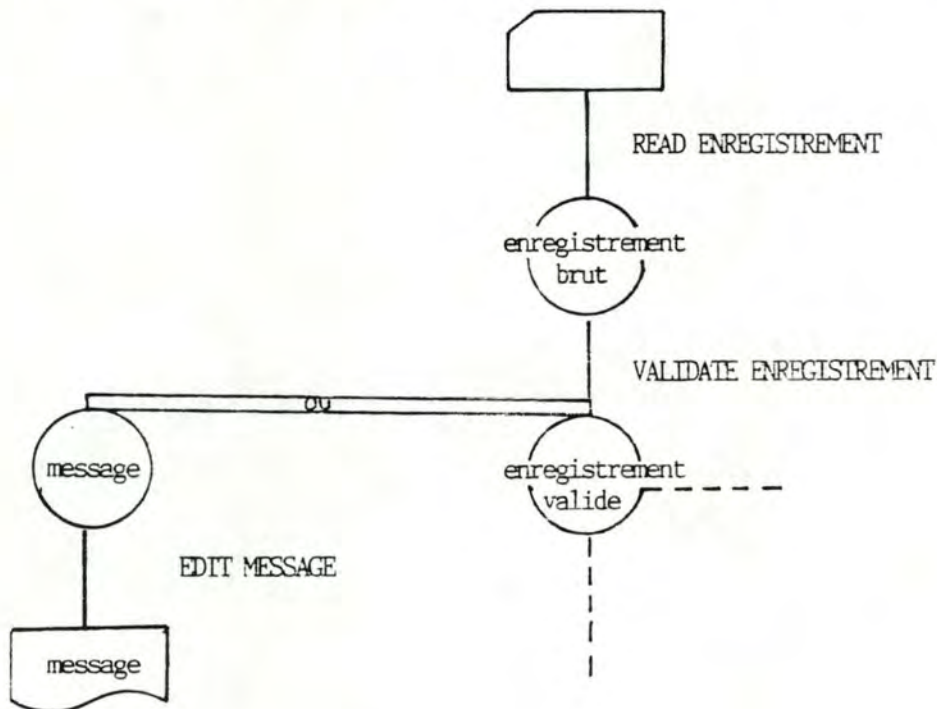 READ ENREGISTREMENT
enregistrement
brut
VALIDATE ENREGISTREMENT
ou
message
enregistrement
valide
EDIT MESSAGE
message